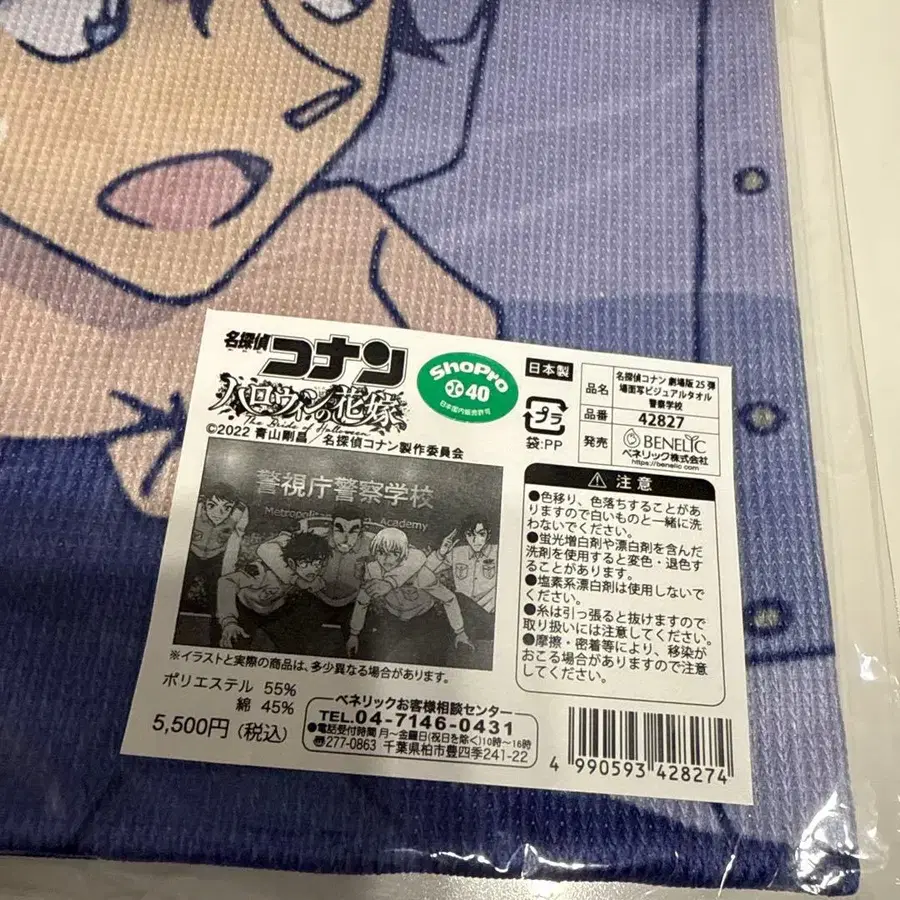 名探偵
コナン
ハロウィンの花嫁
The Bride of Halloween
©2022 青山剛昌／名探偵コナン製作委員会
ShoPro
40
日本国内販売許可
日本製
プラ
袋:PP
品名
名探偵コナン 劇場版25弾
場面写ビジュアルタオル
警察学校
品番
42827
発売
BENELIC
ベネリック株式会社
https://benelic.com
警視庁警察学校
Metropolitan
Academy
※イラストと実際の商品は、多少異なる場合があります。
ポリエステル 55%
綿 45%
5,500円 (税込)
注意
●色移り、色落ちすることがあ
りますので白いものと一緒に洗
わないでください。
●蛍光増白剤や漂白剤を含んだ
洗剤を使用すると変色・退色す
ることがあります。
●塩素系漂白剤は使用しないで
ください。
●糸は引っ張ると抜けますので
取り扱いには注意してください。
●摩擦・密着等により、移染が
おこる場合がありますので注意
してください。
ベネリックお客様相談センター
TEL.04-7146-0431
●電話受付時間 月～金曜日(祝日を除く)10時～16時
〠277-0863 千葉県柏市豊四季241-22
4 990593 428274